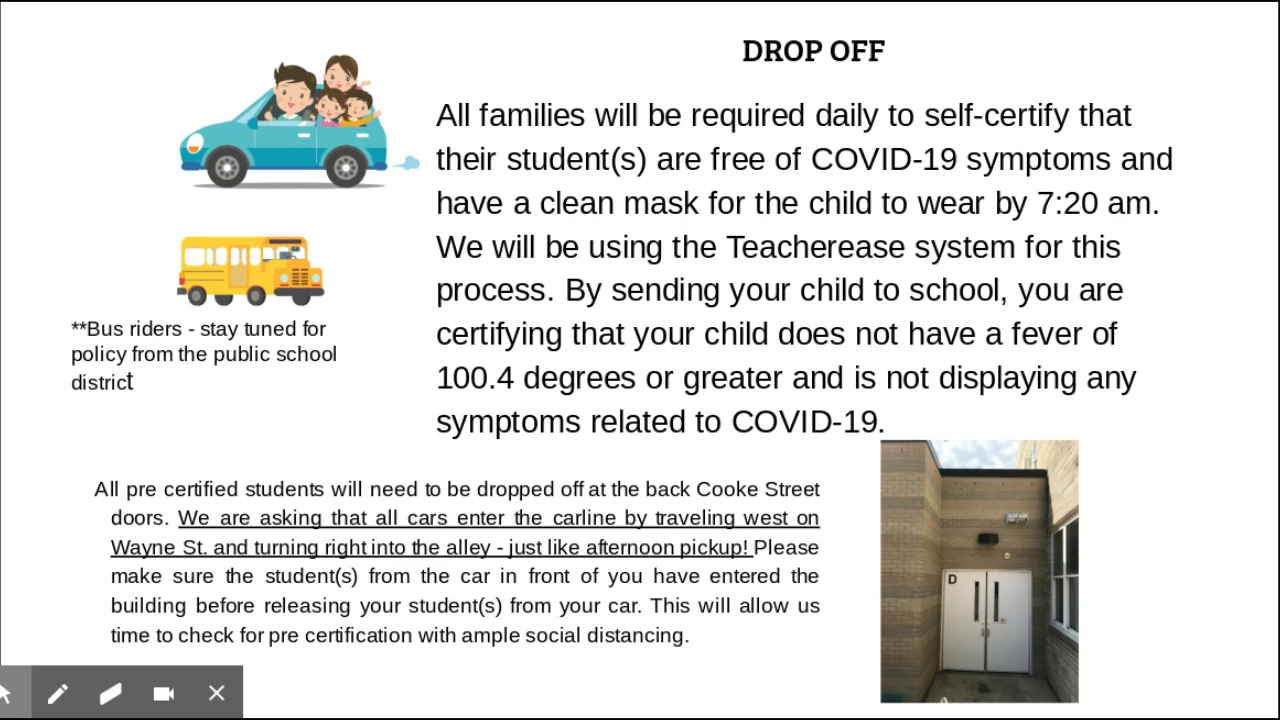 DROP OFF
All families will be required daily to self-certify that
their student(s) are free of COVID-19 symptoms and
have a clean mask for the child to wear by 7:20 am.
We will be using the Teacherease system for this
process. By sending your child to school, you are
certifying that your child does not have a fever of
100.4 degrees or greater and is not displaying any
symptoms related to COVID-19.
**Bus riders - stay tuned for
policy from the public school
district
All pre certified students will need to be dropped off at the back Cooke Street
doors. We are asking that all cars enter the carline by traveling west on
Wayne St. and turning right into the alley - just like afternoon pickup! Please
make sure the student(s) from the car in front of you have entered the
building before releasing your student(s) from your car. This will allow us
time to check for pre certification with ample social distancing.
D